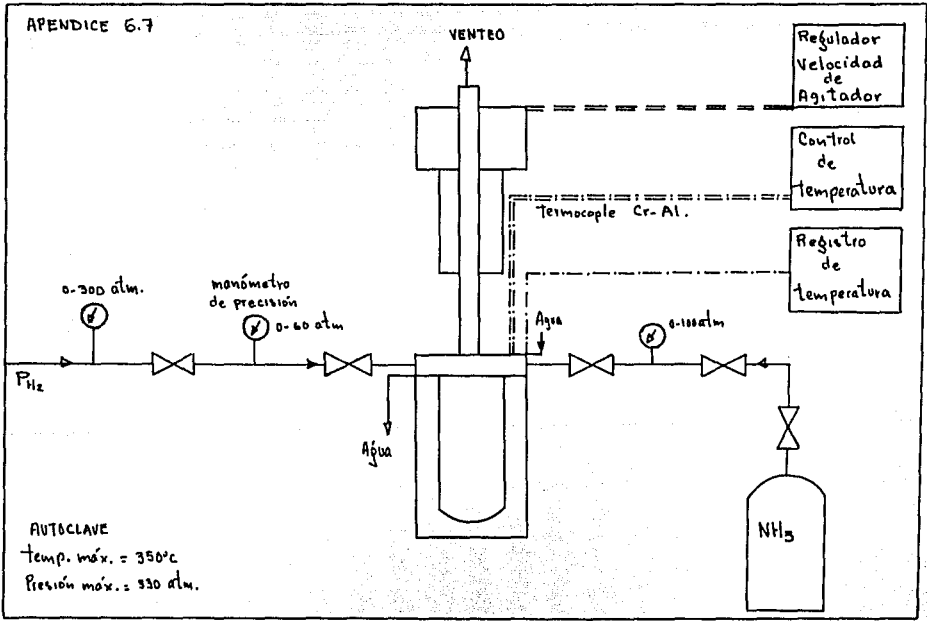 APENDICE 6.7
VENTEO
Regulador
Velocidad
de
Agitador
Control
de
temperatura
Termocople Cr-Al.
Registro
de
temperatura
0-300 atm.
manómetro
de precisión
0-60 atm
Agua
0-100 atm
PH2
Agua
NH3
AUTOCLAVE
temp. máx. = 350°c
Presión máx. = 330 atm.